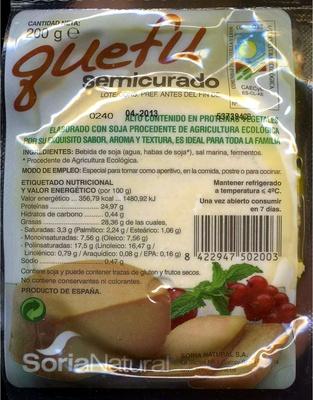 CANTIDAD NETA:
200 g e
quefu
semicurado
LOTE/CONS. PREF. ANTES DEL FIN DE
0240 04-2013 53738420
ALTO CONTENIDO EN PROTEÍNAS VEGETALES
ELABORADO CON SOJA PROCEDENTE DE AGRICULTURA ECOLÓGICA
POR SU EXQUISITO SABOR, AROMA Y TEXTURA, ES IDEAL PARA TODA LA FAMILIA
INGREDIENTES: Bebida de soja (agua, habas de soja*), sal marina, fermentos.
* Procedente de Agricultura Ecológica.
MODO DE EMPLEO: Especial para tomar como aperitivo, en la comida, postre o para cocinar.
ETIQUETADO NUTRICIONAL
Y VALOR ENERGÉTICO (por 100 g)
Valor energético ... 356,79 kcal ... 1480,92 kJ
Proteínas 24,97 g
Hidratos de carbono 0,44 g
Grasas 28,36 g de las cuales.
- Saturadas: 3,3 g (Palmítico: 2,24 g / Esteárico: 1,06 g)
- Monoinsaturadas: 7,56 g (Oleico: 7,56 g)
- Poliinsaturadas: 17,5 g (Linoleico: 16,47 g /
Linolénico: 0,79 g / Araquidónico: 0,08 g / EPA: 0,16 g)
Sodio 0,47 g
Mantener refrigerado
a temperatura ≤ 4ºC.
Una vez abierto consumir
en 7 días.
Contiene soja y puede contener trazas de gluten y frutos secos.
No contiene conservantes ni colorantes.
PRODUCTO DE ESPAÑA.
8 422947 502003
SoriaNatural
SORIA NATURAL S.A.